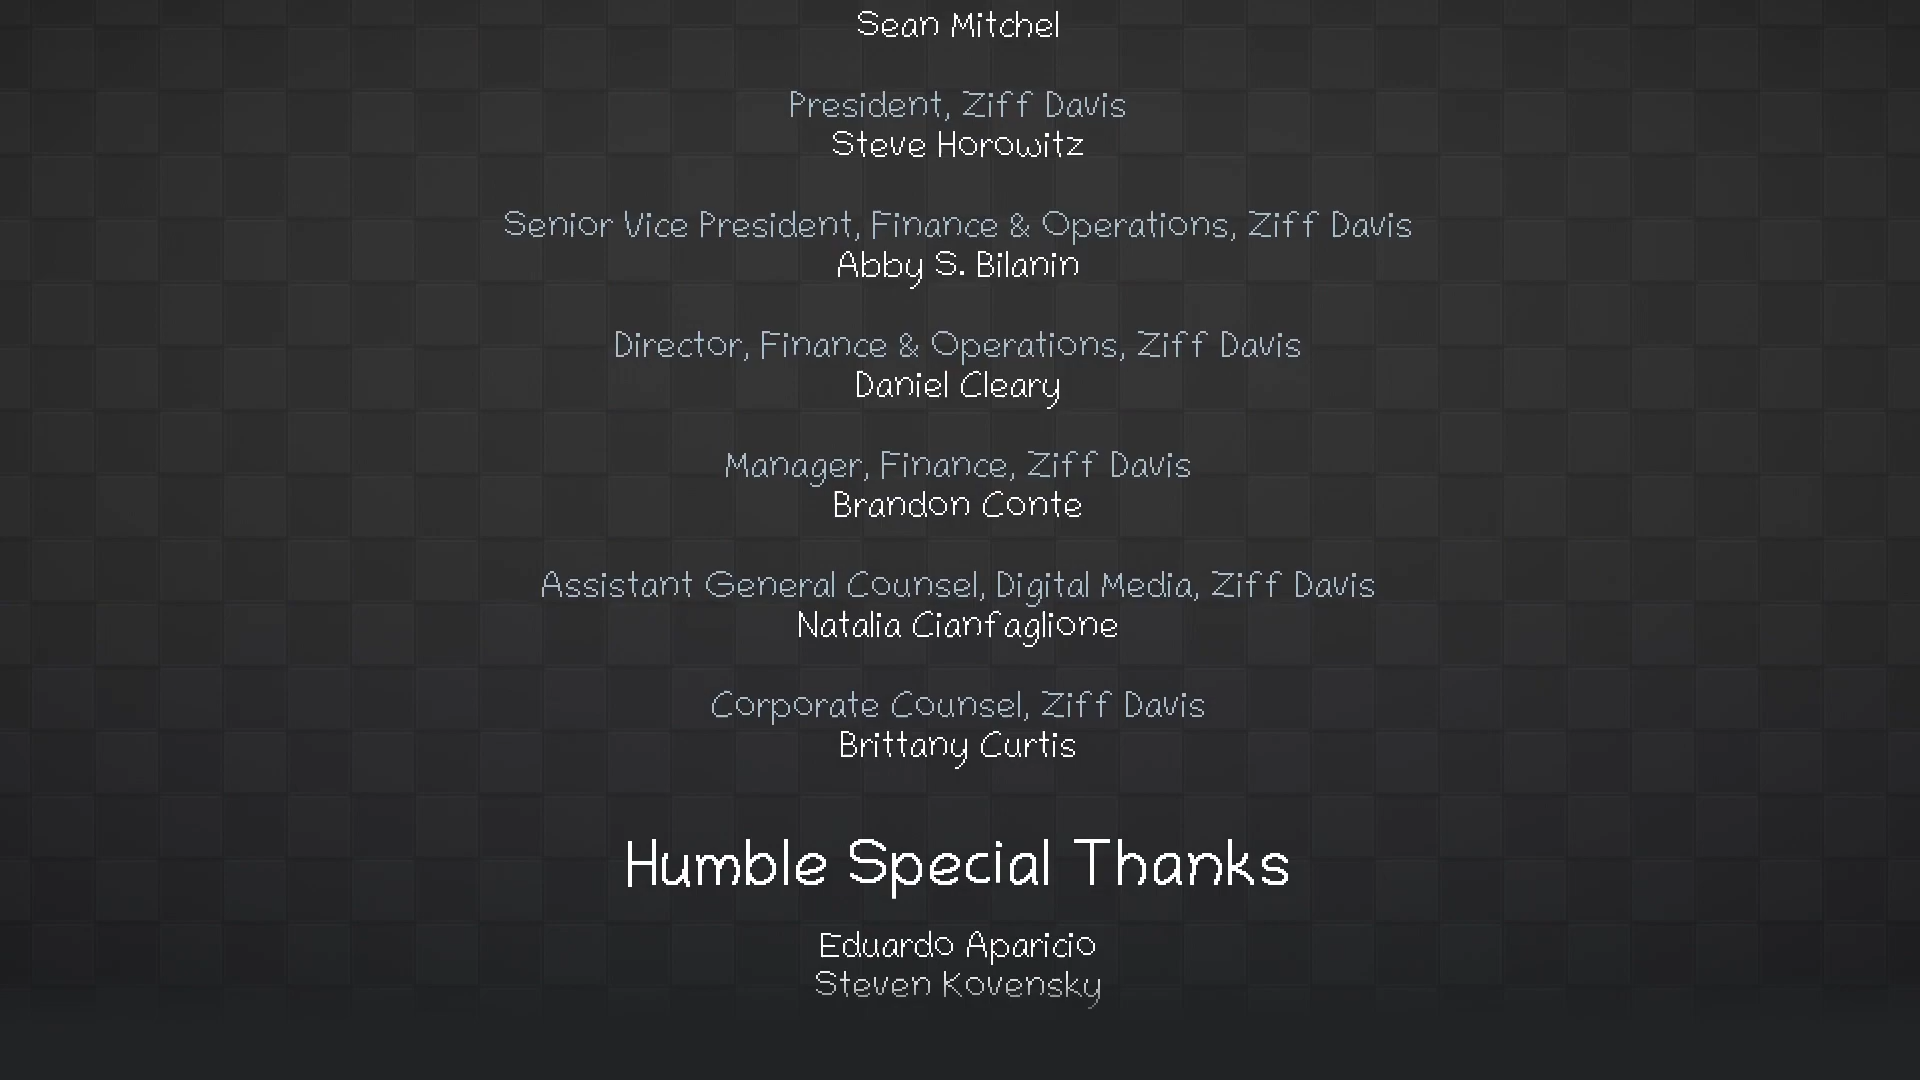 Sean Mitchel
President, Ziff Davis
Steve Horowitz
Senior Vice President, Finance & Operations, Ziff Davis
Abby S. Bilanin
Director, Finance & Operations, Ziff Davis
Daniel Cleary
Manager, Finance, Ziff Davis
Brandon Conte
Assistant General Counsel, Digital Media, Ziff Davis
Natalia Cianfaglione
Corporate Counsel, Ziff Davis
Brittany Curtis
Humble Special Thanks
Eduardo Aparicio
Steven Kovensky